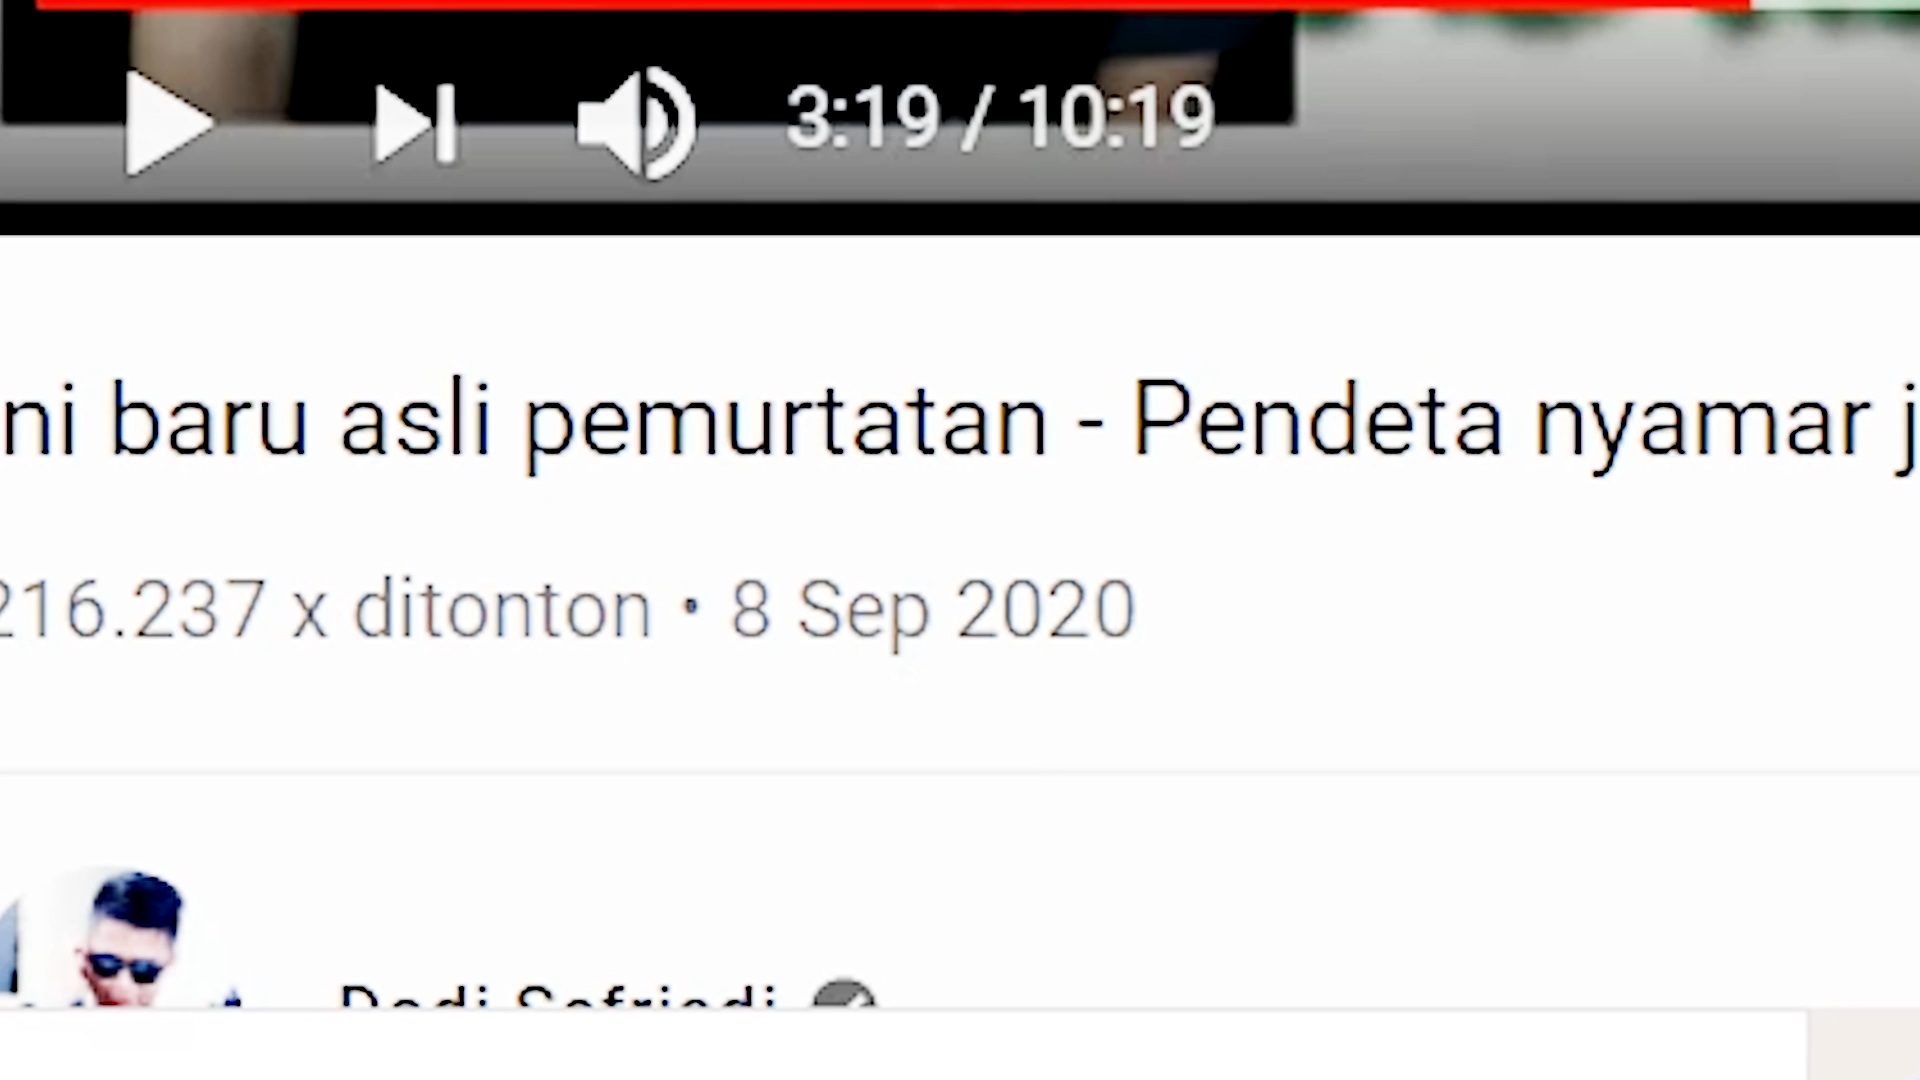 3:19 / 10:19
ni baru asli pemurtatan - Pendeta nyamar j
216.237 x ditonton • 8 Sep 2020